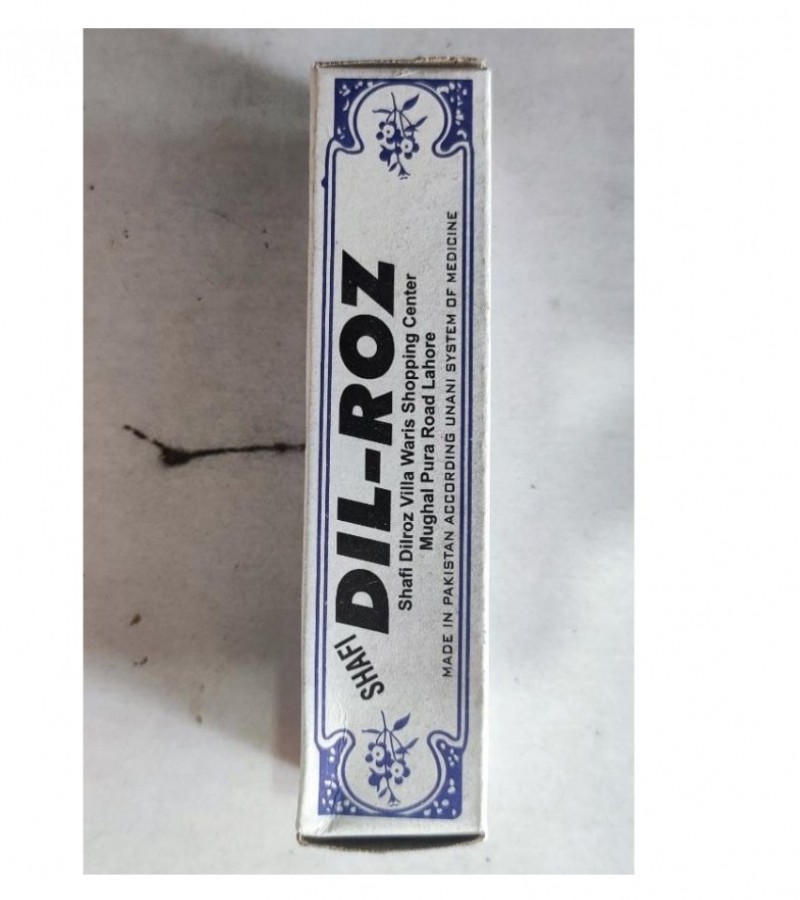 SHAFI
DIL-ROZ
Shafi Dilroz Villa Waris Shopping Center
Mughal Pura Road Lahore
MADE IN PAKISTAN ACCORDING UNANI SYSTEM OF MEDICINE